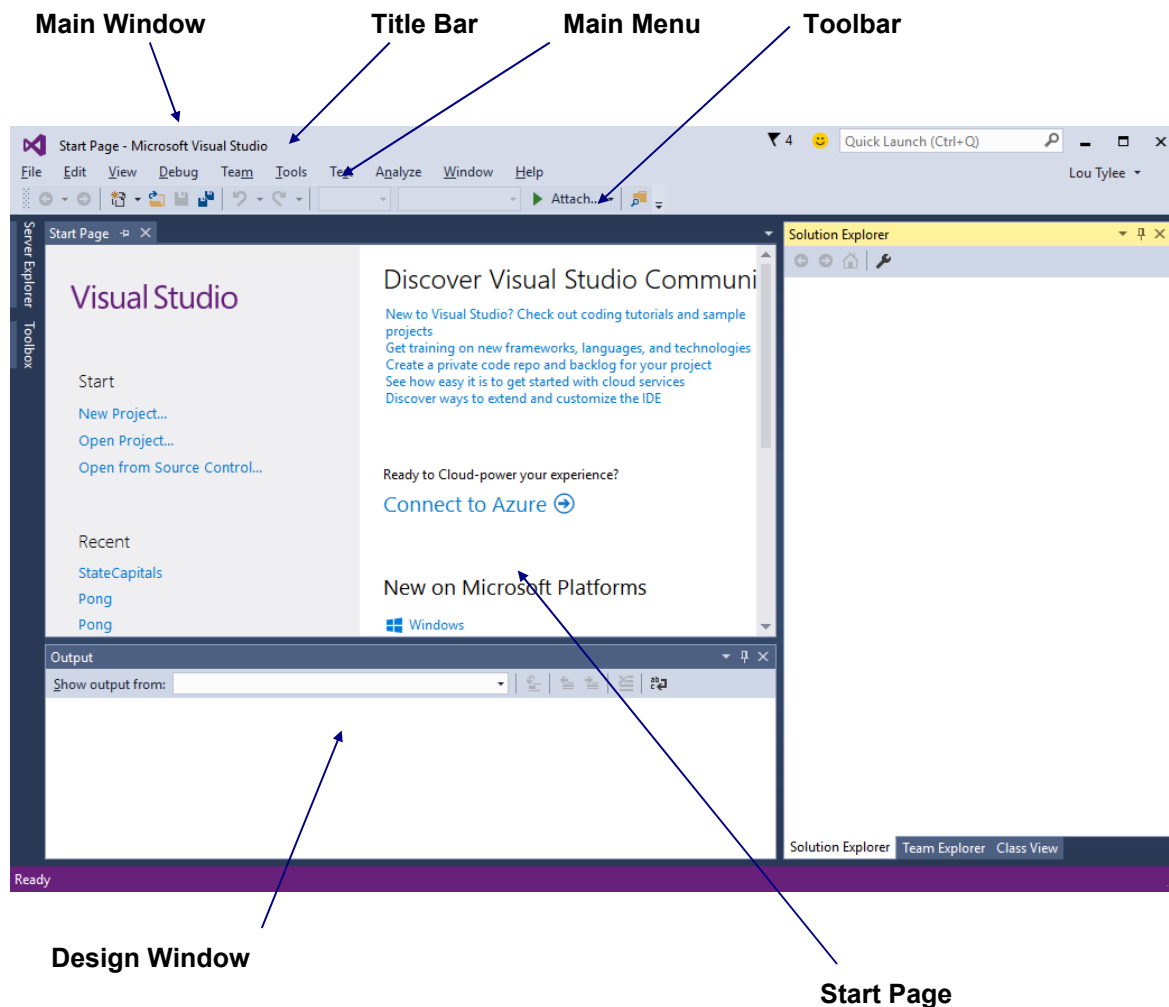 Main Window Title Bar Main Menu Toolbar
Start Page - Microsoft Visual Studio
4
Quick Launch (Ctrl+Q)
File Edit View Debug Team Tools Test Analyze Window Help
Lou Tylee
Attach...
Server Explorer
Toolbox
Start Page
Visual Studio
Start
New Project...
Open Project...
Open from Source Control...
Recent
StateCapitals
Pong
Pong
Discover Visual Studio Communi
New to Visual Studio? Check out coding tutorials and sample
projects
Get training on new frameworks, languages, and technologies
Create a private code repo and backlog for your project
See how easy it is to get started with cloud services
Discover ways to extend and customize the IDE
Ready to Cloud-power your experience?
Connect to Azure
New on Microsoft Platforms
Windows
Solution Explorer
Output
Show output from:
Solution Explorer Team Explorer Class View
Ready
Design Window
Start Page